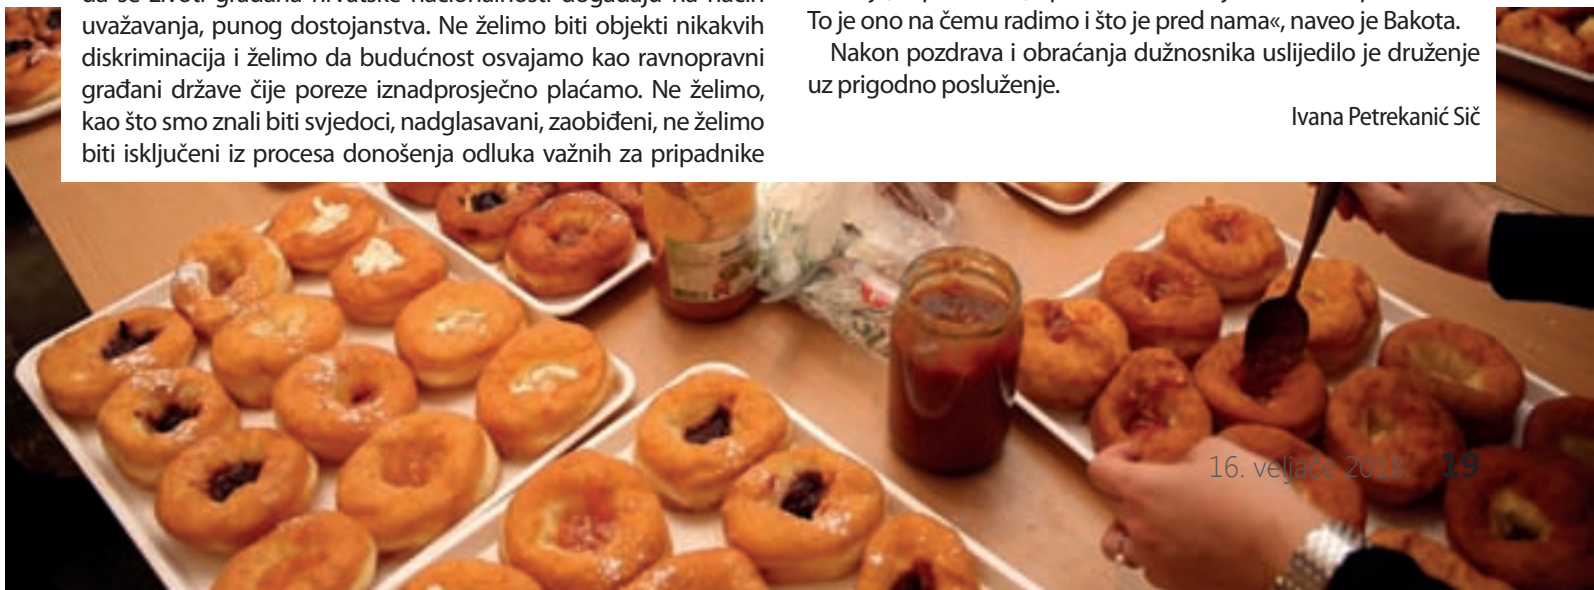 uvažavanja, punog dostojanstva. Ne želimo biti objekti nikakvih
diskriminacija i želimo da budućnost osvajamo kao ravnopravni
građani države čije poreze iznadprosječno plaćamo. Ne želimo,
kao što smo znali biti svjedoci, nadglasavani, zaobiđeni, ne želimo
biti isključeni iz procesa donošenja odluka važnih za pripadnike
To je ono na čemu radimo i što je pred nama«, naveo je Bakota.
Nakon pozdrava i obraćanja dužnosnika uslijedilo je druženje
uz prigodno posluženje.
Ivana Petrekanić Sič
16. veljače 2018. 19